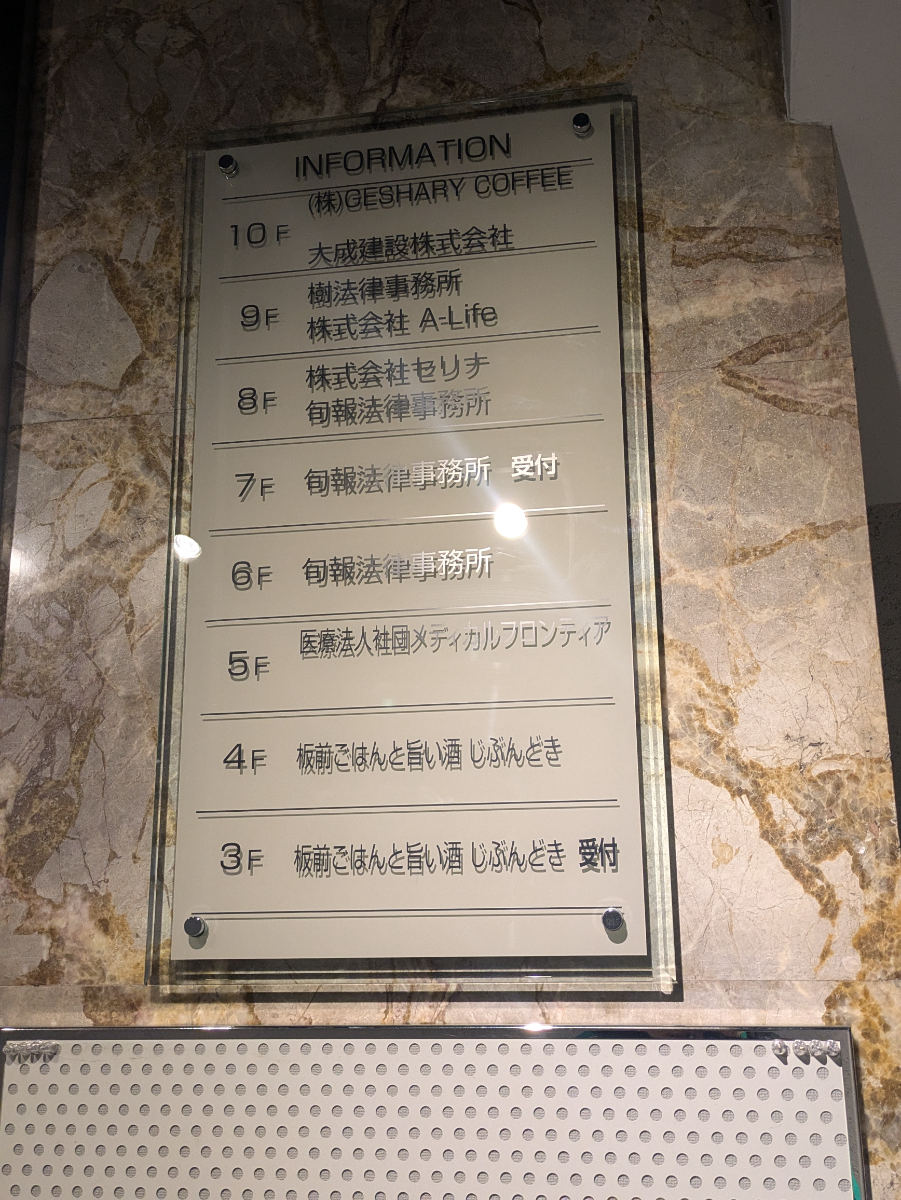 INFORMATION
(株)GESHARY COFFEE
10F
大成建設株式会社
樹法律事務所
9F
株式会社 A-Life
株式会社セリナ
8F
旬報法律事務所
7F 旬報法律事務所 受付
6F 旬報法律事務所
医療法人社団メディカルフロンティア
5F
4F 板前ごはんと旨い酒 じぶんどき
3F 板前ごはんと旨い酒 じぶんどき 受付